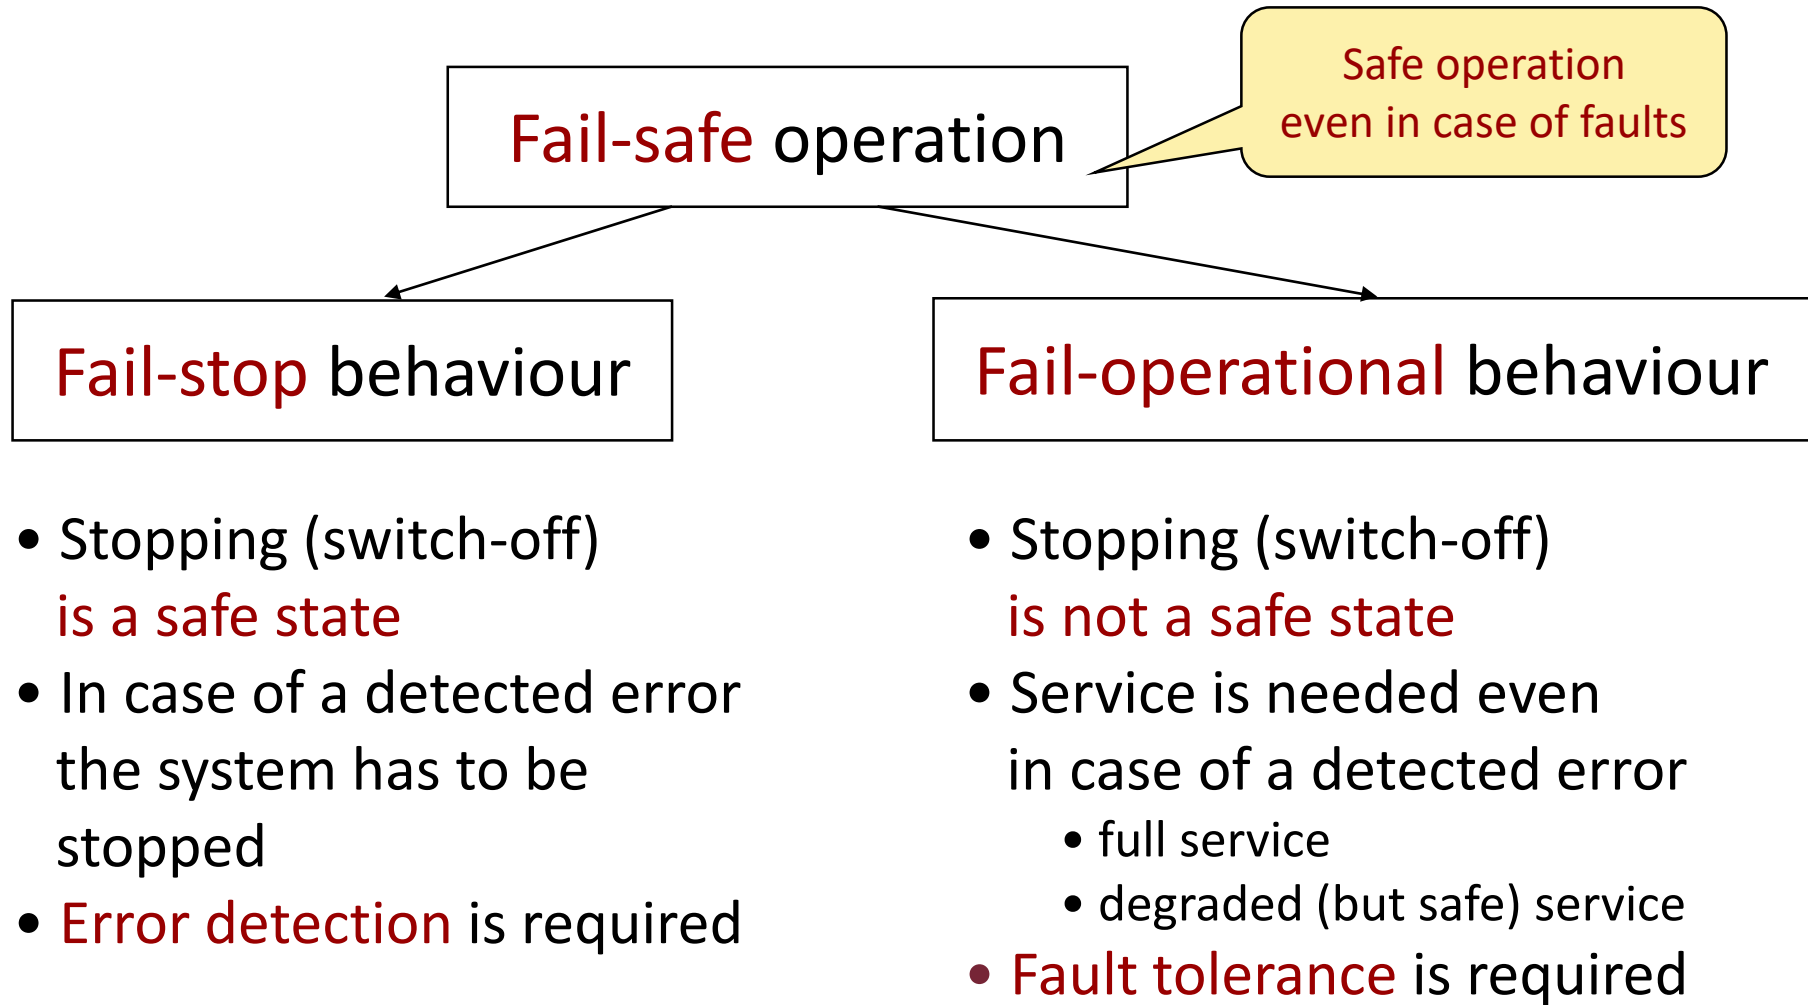 Safe operation
even in case of faults
Fail-safe operation
Fail-stop behaviour
Fail-operational behaviour
• Stopping (switch-off)
is a safe state
• In case of a detected error
the system has to be
stopped
• Error detection is required
• Stopping (switch-off)
is not a safe state
• Service is needed even
in case of a detected error
• full service
• degraded (but safe) service
• Fault tolerance is required